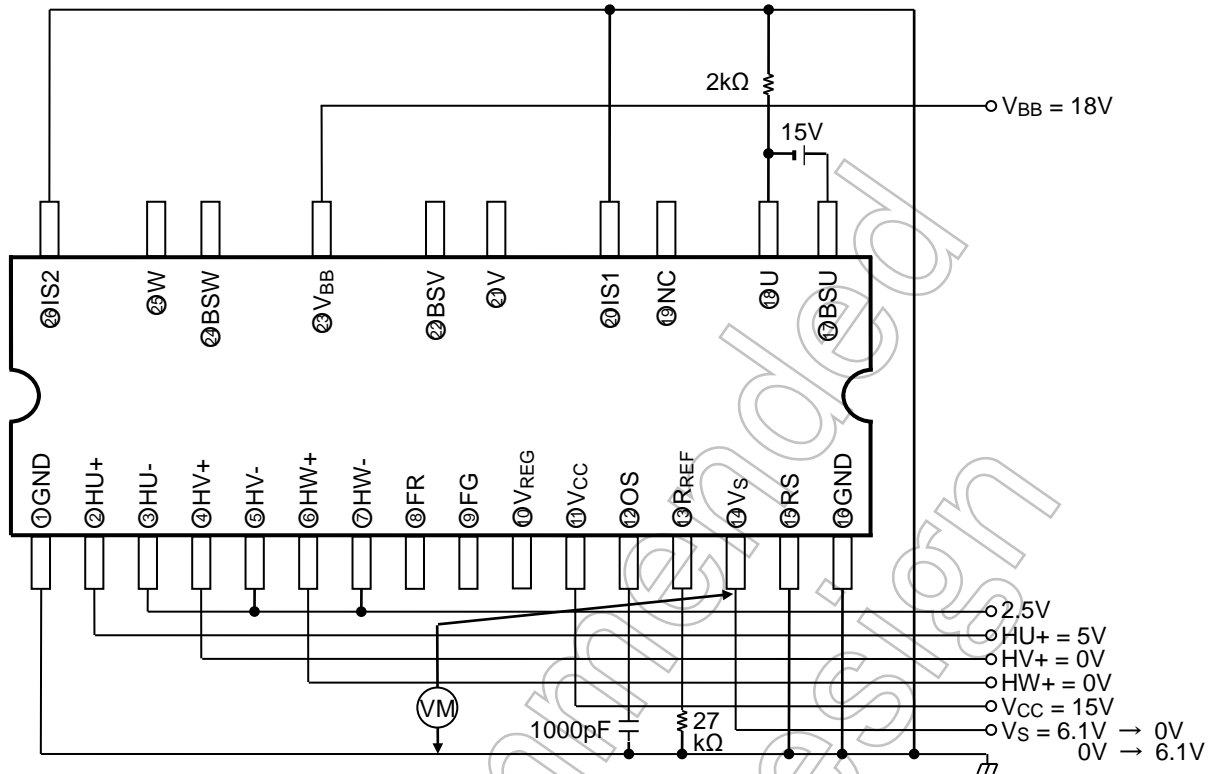 2kΩ
VBB = 18V
15V
㉖IS2
㉕W
㉔BSW
㉓VBB
㉒BSV
㉑V
⑳IS1
⑲NC
⑱U
⑰BSU
①GND
②HU+
③HU-
④HV+
⑤HV-
⑥HW+
⑦HW-
⑧FR
⑨FG
⑩VREG
⑪VCC
⑫OS
⑬RREF
⑭VS
⑮RS
⑯GND
2.5V
HU+ = 5V
HV+ = 0V
HW+ = 0V
VCC = 15V
VM
1000pF
27
kΩ
VS = 6.1V → 0V
0V → 6.1V
mmended
esign